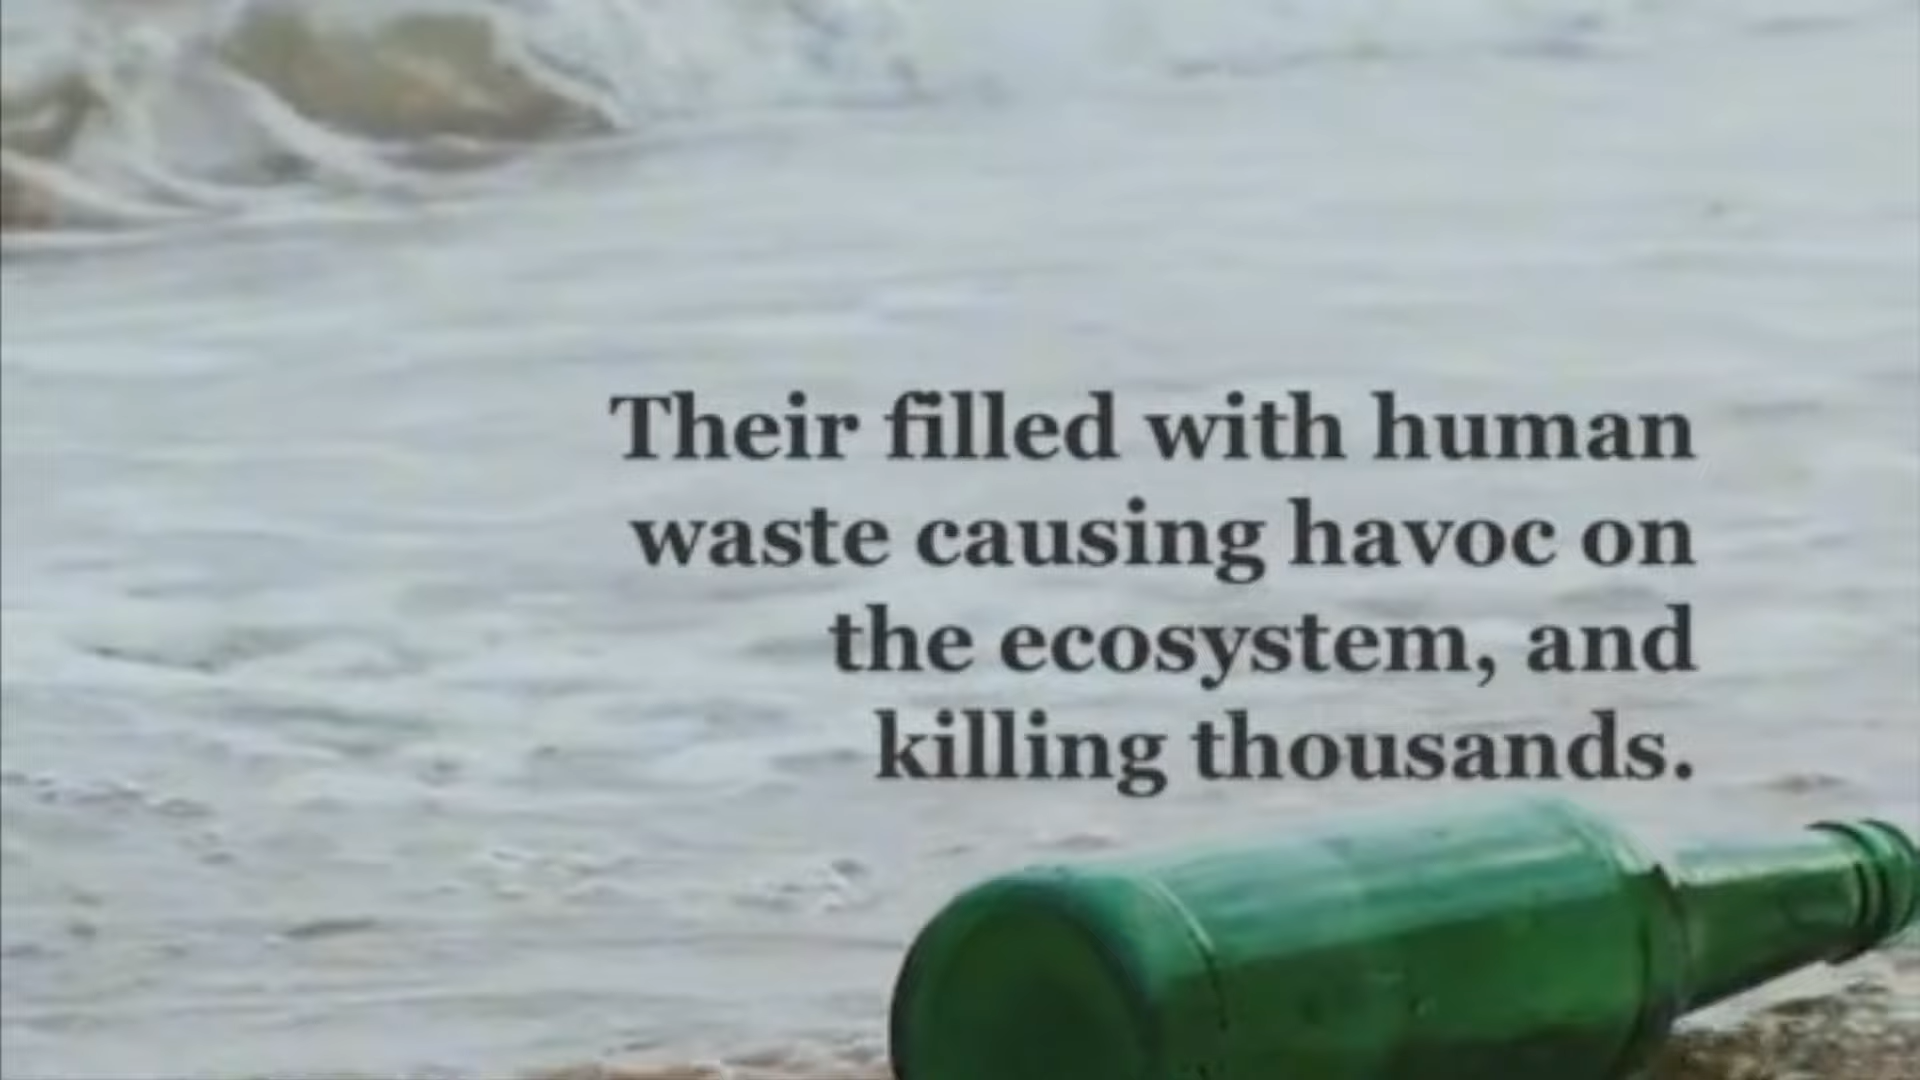 Their filled with human
waste causing havoc on
the ecosystem, and
killing thousands.